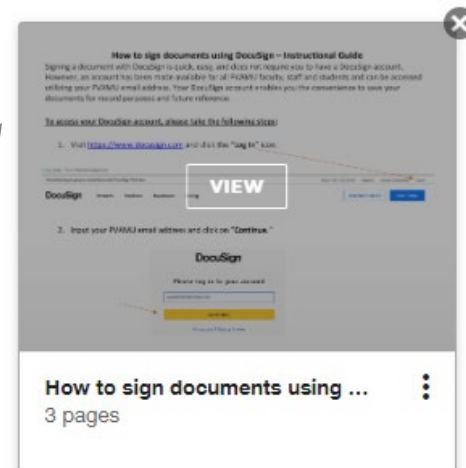 How to sign documents using DocuSign – Instructional Guide
Signing a document with DocuSign is quick, easy, and does not require you to have a DocuSign account.
However, an account has been made available for all PVAMU faculty, staff and students and can be accessed
utilizing your PVAMU email address. Your DocuSign account enables you the convenience to save your
documents for record purposes and future reference.
To access your DocuSign account, please take the following steps:
1. Visit https://www.docusign.com and click the "Log In" icon.
VIEW
DocuSign
2. Input your PVAMU email address and click on "Continue."
DocuSign
Please log in to your account
How to sign documents using ...
3 pages